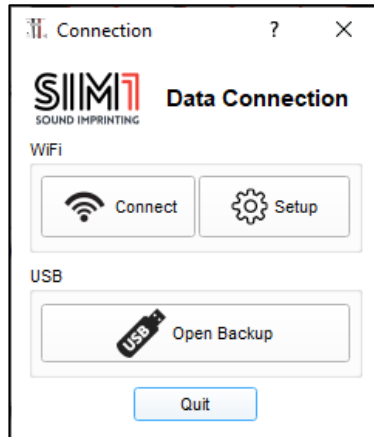 Connection ?
SIM1
SOUND IMPRINTING
Data Connection
WiFi
Connect
Setup
USB
USB
Open Backup
Quit